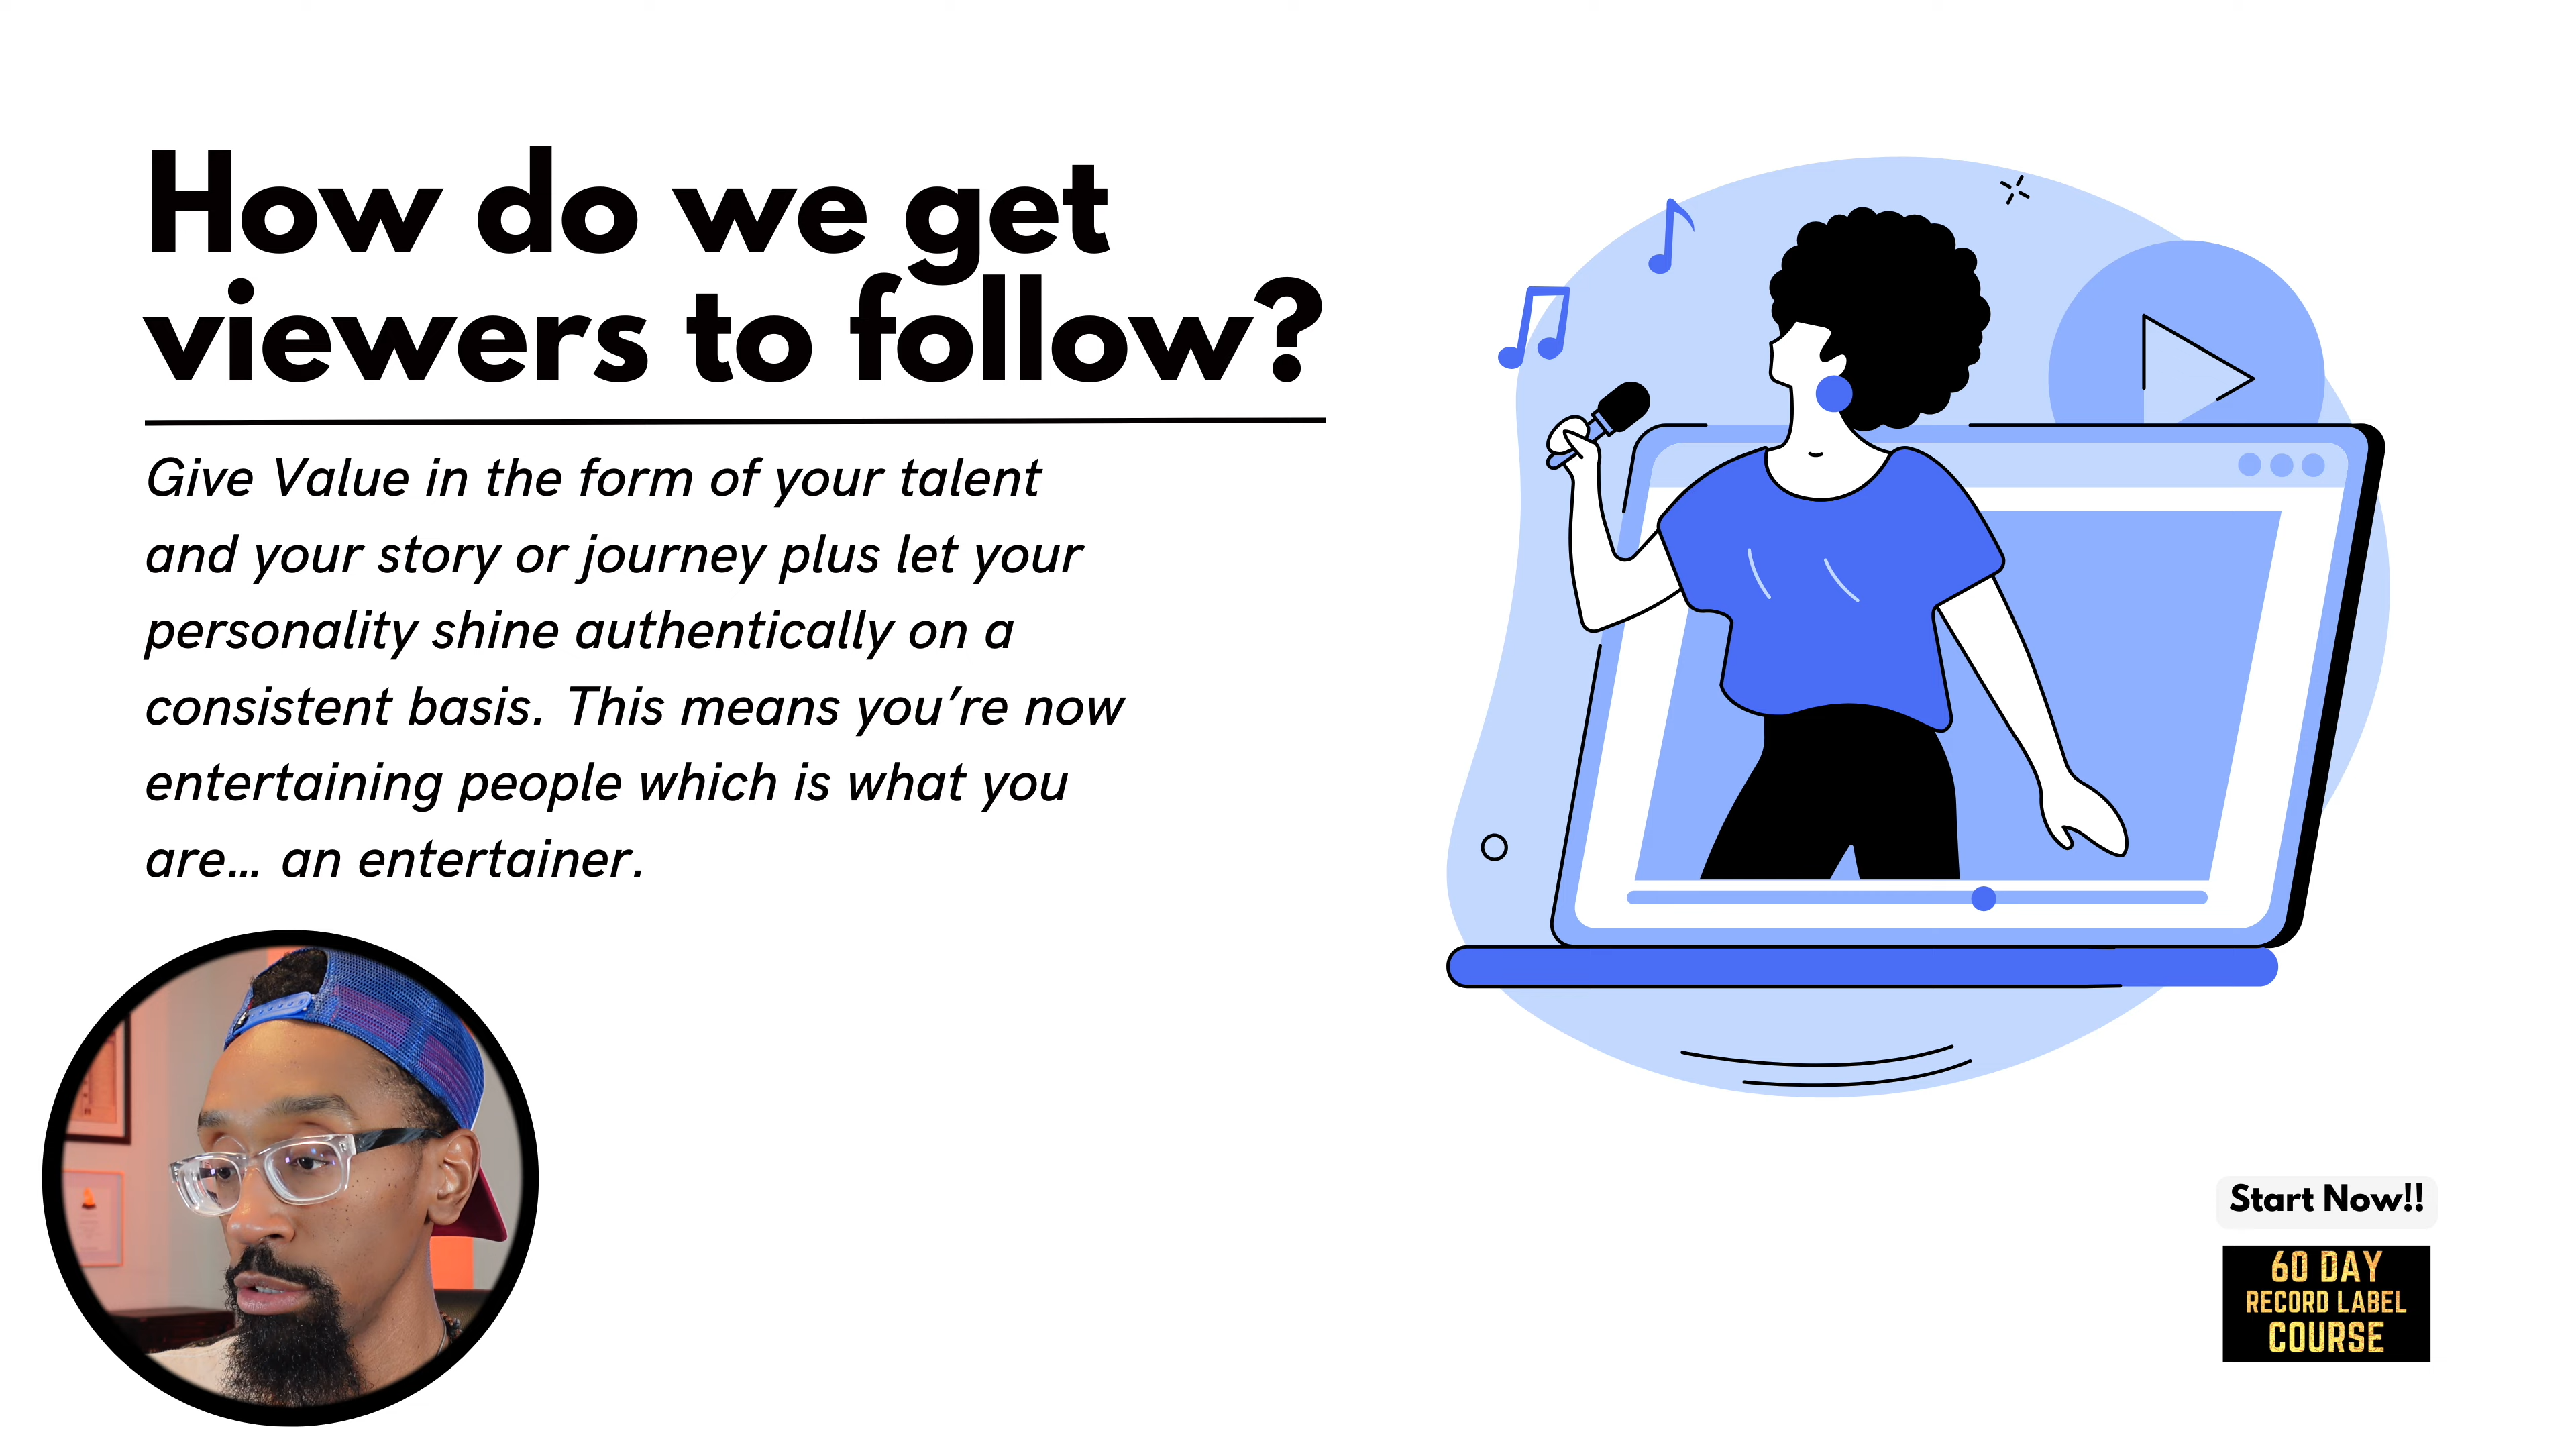 How do we get
viewers to follow?
Give Value in the form of your talent
and your story or journey plus let your
personality shine authentically on a
consistent basis. This means you’re now
entertaining people which is what you
are... an entertainer.
Start Now!!
60 DAY
RECORD LABEL
COURSE